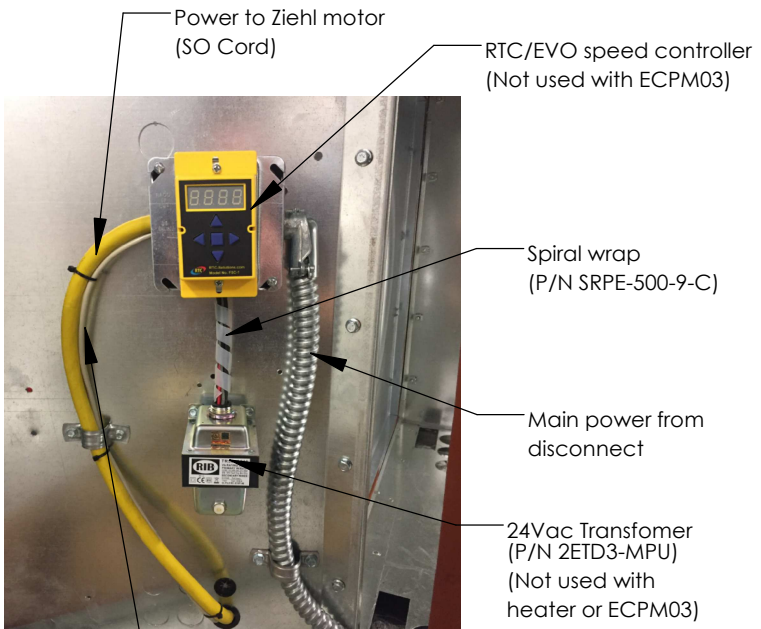 Power to Ziehl motor
(SO Cord)
RTC/EVO speed controller
(Not used with ECPM03)
8888
Spiral wrap
(P/N SRPE-500-9-C)
Main power from
disconnect
RIB
24Vac Transfomer
(P/N 2ETD3-MPU)
(Not used with
heater or ECPM03)